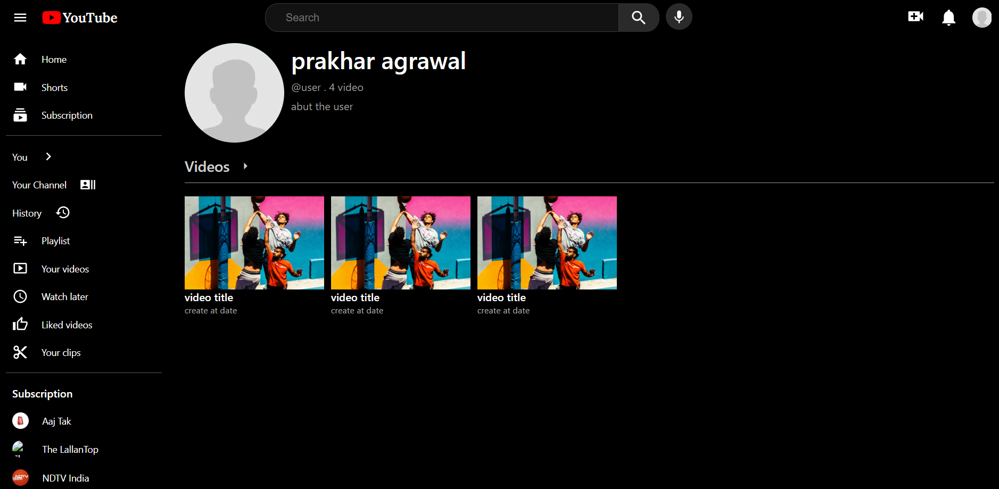 YouTube
Search
Home
Shorts
Subscription
You
Your Channel
History
Playlist
Your videos
Watch later
Liked videos
Your clips
Subscription
Aaj Tak
The LallanTop
NDTV India
prakhar agrawal
@user . 4 video
abut the user
Videos
video title
create at date
video title
create at date
video title
create at date